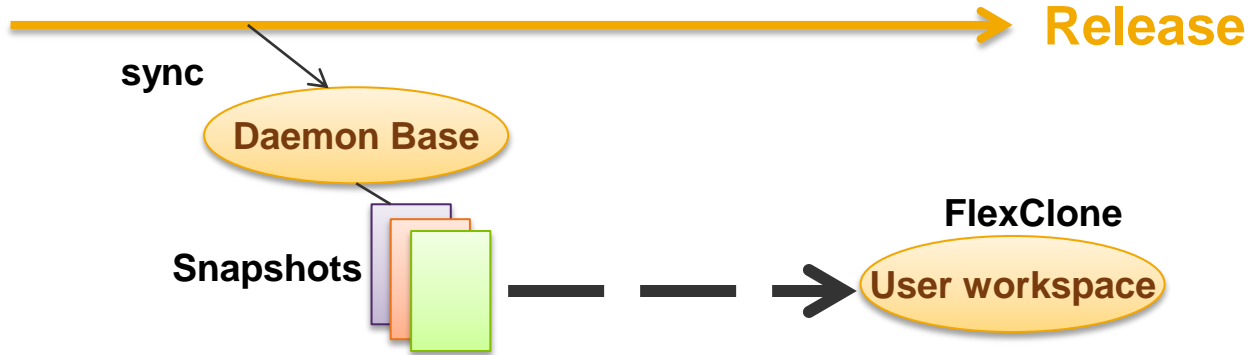 Release
sync
Daemon Base
FlexClone
Snapshots
User workspace